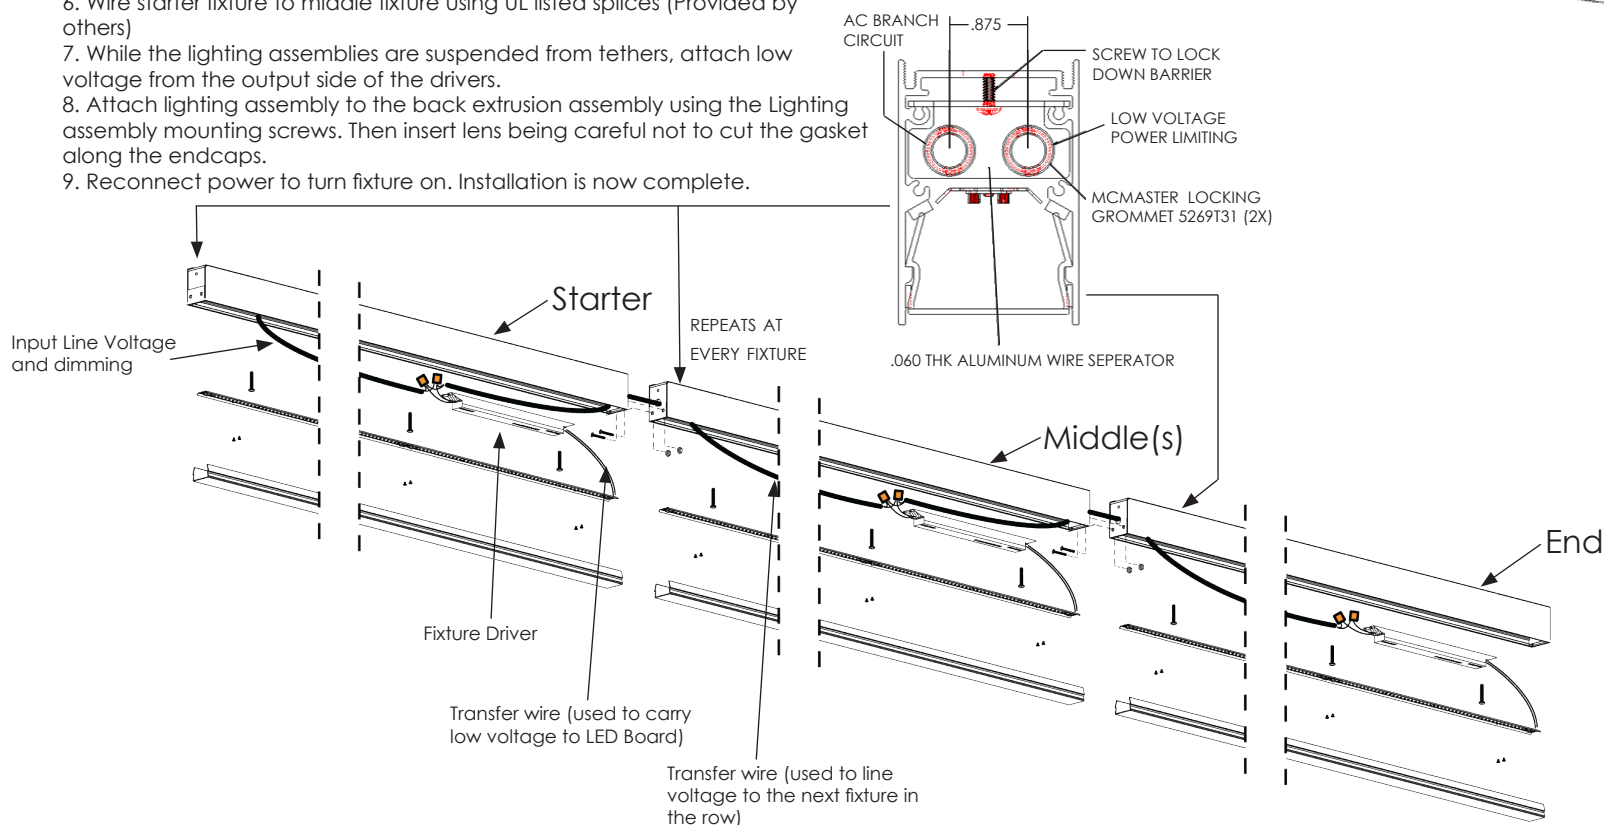 6. Wire starter fixture to middle fixture using UL listed splices (Provided by
others)
7. While the lighting assemblies are suspended from tethers, attach low
voltage from the output side of the drivers.
8. Attach lighting assembly to the back extrusion assembly using the Lighting
assembly mounting screws. Then insert lens being careful not to cut the gasket
along the endcaps.
9. Reconnect power to turn fixture on. Installation is now complete.
AC BRANCH
CIRCUIT
.875
SCREW TO LOCK
DOWN BARRIER
LOW VOLTAGE
POWER LIMITING
MCMASTER LOCKING
GROMMET 5269T31 (2X)
.060 THK ALUMINUM WIRE SEPERATOR
Starter
REPEATS AT
EVERY FIXTURE
Input Line Voltage
and dimming
Middle(s)
End
Fixture Driver
Transfer wire (used to carry
low voltage to LED Board)
Transfer wire (used to line
voltage to the next fixture in
the row)